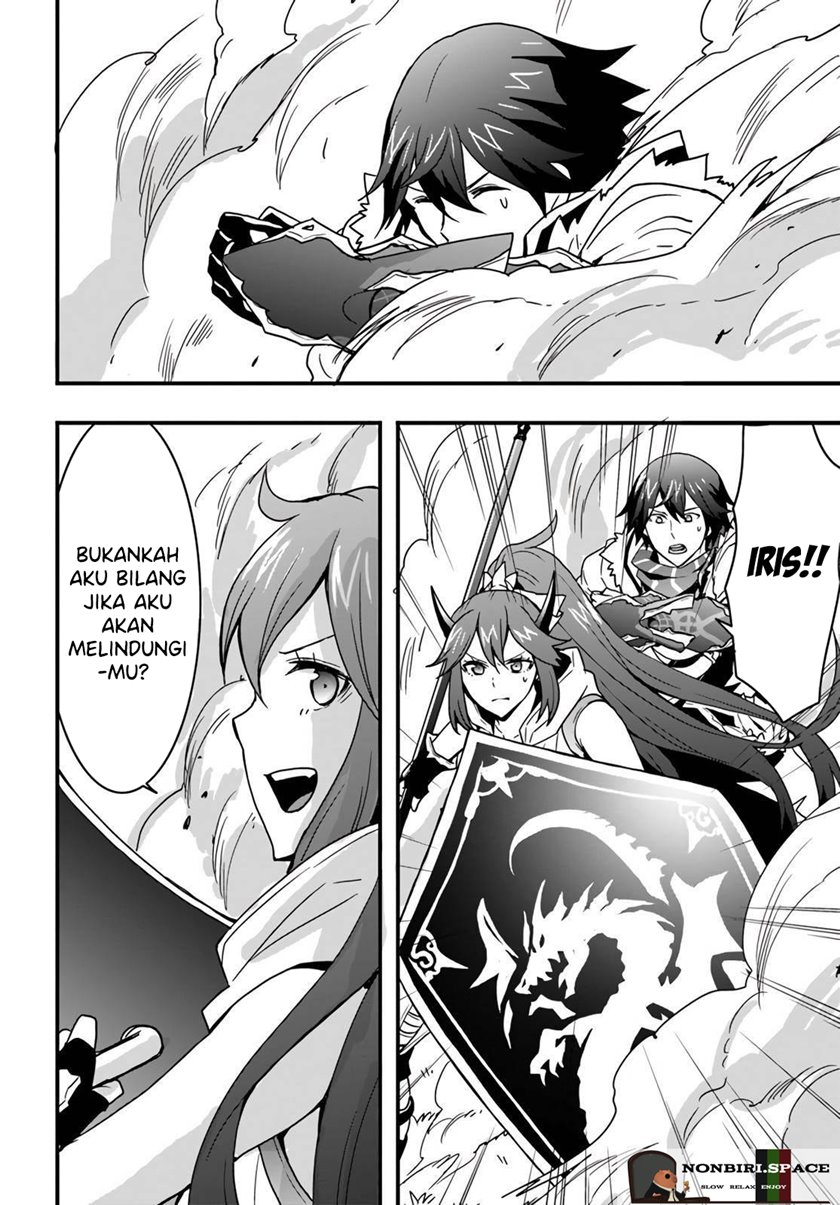 IRIS!!
BUKANKAH
AKU BILANG
JIKA AKU
AKAN
MELINDUNGI
-MU?
NONBIRI.SPACE
SLOW RELAX ENJOY